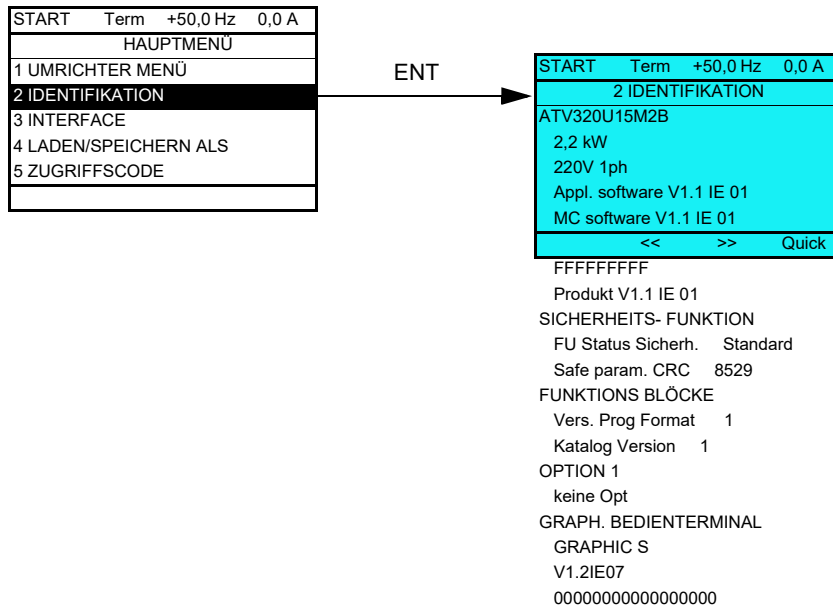 START Term +50,0 Hz 0,0 A
HAUPTMENÜ
1 UMRICHTER MENÜ
2 IDENTIFIKATION
3 INTERFACE
4 LADEN/SPEICHERN ALS
5 ZUGRIFFSCODE
ENT
START Term +50,0 Hz 0,0 A
2 IDENTIFIKATION
ATV320U15M2B
2,2 kW
220V 1ph
Appl. software V1.1 IE 01
MC software V1.1 IE 01
<< >> Quick
FFFFFFFFF
Produkt V1.1 IE 01
SICHERHEITS- FUNKTION
FU Status Sicherh. Standard
Safe param. CRC 8529
FUNKTIONS BLÖCKE
Vers. Prog Format 1
Katalog Version 1
OPTION 1
keine Opt
GRAPH. BEDIENTERMINAL
GRAPHIC S
V1.2IE07
00000000000000000